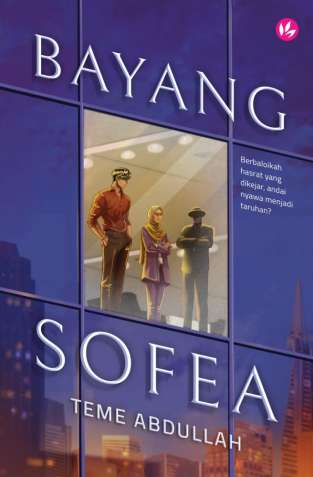 BAYANG
Berbaloikah
hasrat yang
dikejar, andai
nyawa menjadi
taruhan?
SOFEA
TEME ABDULLAH